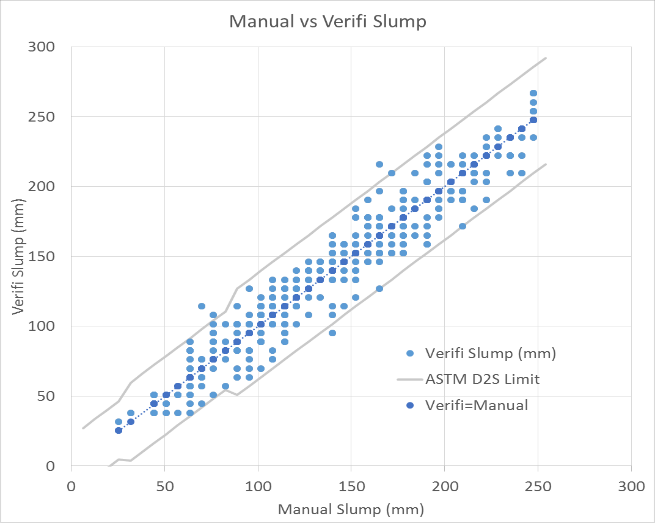 Manual vs Verifi Slump
300
250
200
150
100
50
0
Verifi Slump (mm)
Verifi Slump (mm)
ASTM D2S Limit
Verifi=Manual
0 50 100 150 200 250 300
Manual Slump (mm)